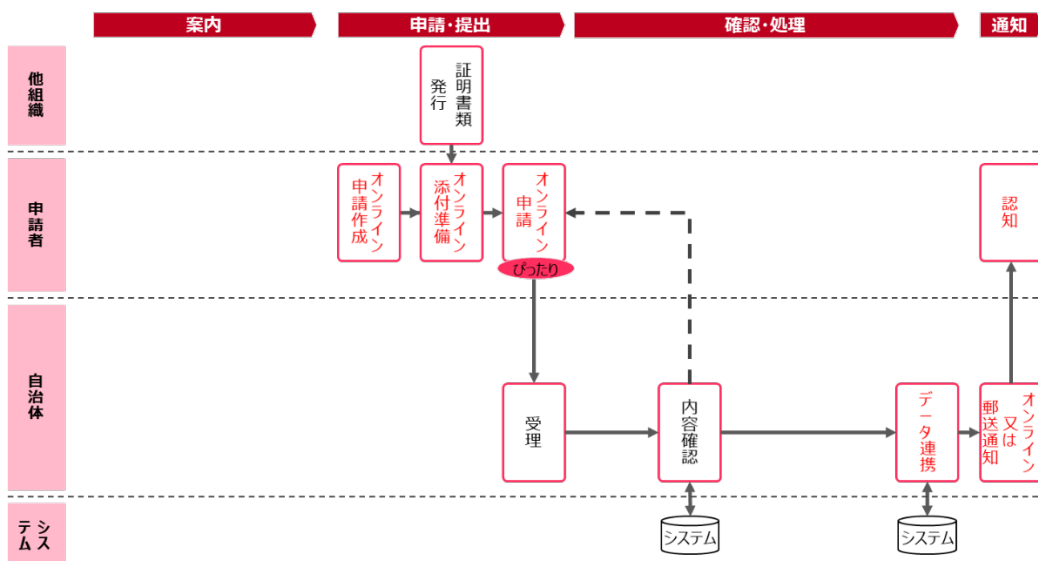 案内
申請・提出
確認・処理
通知
他組織
証明書類
発行
申請者
オンライン
申請作成
オンライン
添付準備
オンライン
申請
ぴったり
認知
自治体
受理
内容確認
データ連携
オンライン
又は
郵送通知
シス
テム
システム
システム